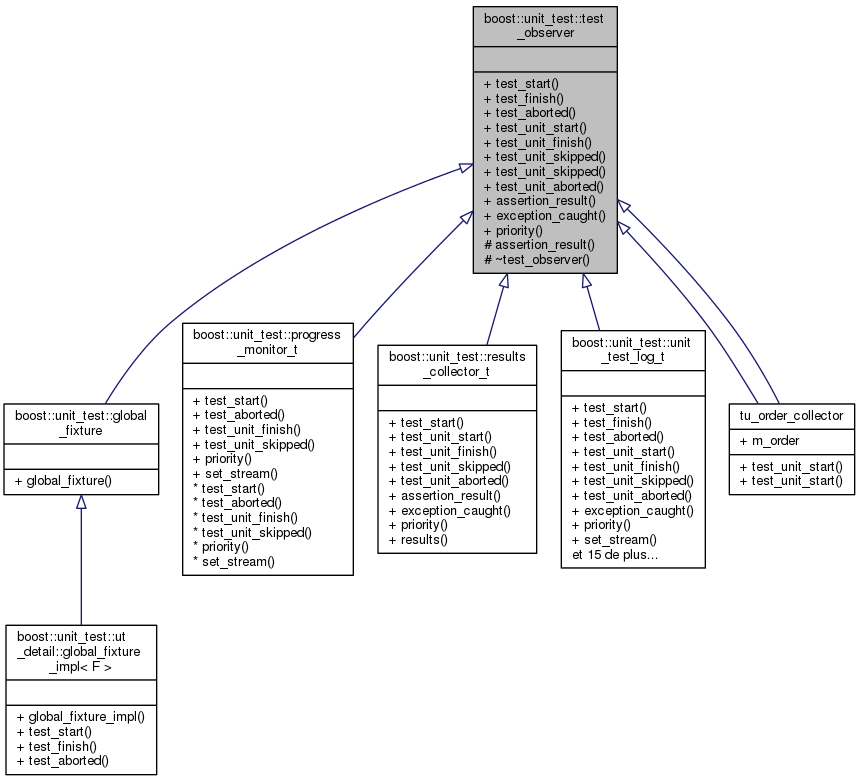 boost::unit_test::test
_observer
+ test_start()
+ test_finish()
+ test_aborted()
+ test_unit_start()
+ test_unit_finish()
+ test_unit_skipped()
+ test_unit_skipped()
+ test_unit_aborted()
+ assertion_result()
+ exception_caught()
+ priority()
# assertion_result()
# ~test_observer()
boost::unit_test::global
_fixture
+ global_fixture()
boost::unit_test::progress
_monitor_t
+ test_start()
+ test_aborted()
+ test_unit_finish()
+ test_unit_skipped()
+ priority()
+ set_stream()
* test_start()
* test_aborted()
* test_unit_finish()
* test_unit_skipped()
* priority()
* set_stream()
boost::unit_test::results
_collector_t
+ test_start()
+ test_unit_start()
+ test_unit_finish()
+ test_unit_skipped()
+ test_unit_aborted()
+ assertion_result()
+ exception_caught()
+ priority()
+ results()
boost::unit_test::unit
_test_log_t
+ test_start()
+ test_finish()
+ test_aborted()
+ test_unit_start()
+ test_unit_finish()
+ test_unit_skipped()
+ test_unit_aborted()
+ exception_caught()
+ priority()
+ set_stream()
et 15 de plus...
tu_order_collector
+ m_order
+ test_unit_start()
+ test_unit_start()
boost::unit_test::ut
_detail::global_fixture
_impl< F >
+ global_fixture_impl()
+ test_start()
+ test_finish()
+ test_aborted()